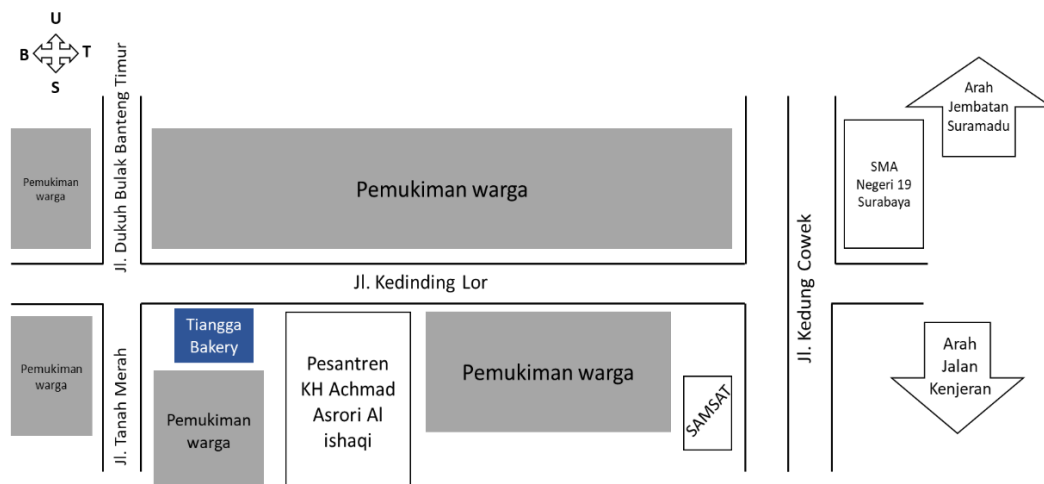 U
B
T
S
Jl. Dukuh Bulak Banteng Timur
Pemukiman
warga
Pemukiman warga
Jl. Kedung Cowek
SMA
Negeri 19
Surabaya
Arah
Jembatan
Suramadu
Jl. Kedinding Lor
Pemukiman
warga
Jl. Tanah Merah
Tiangga
Bakery
Pemukiman
warga
Pesantren
KH Achmad
Asrori Al
ishaqi
Pemukiman warga
SAMSAT
Arah
Jalan
Kenjeran